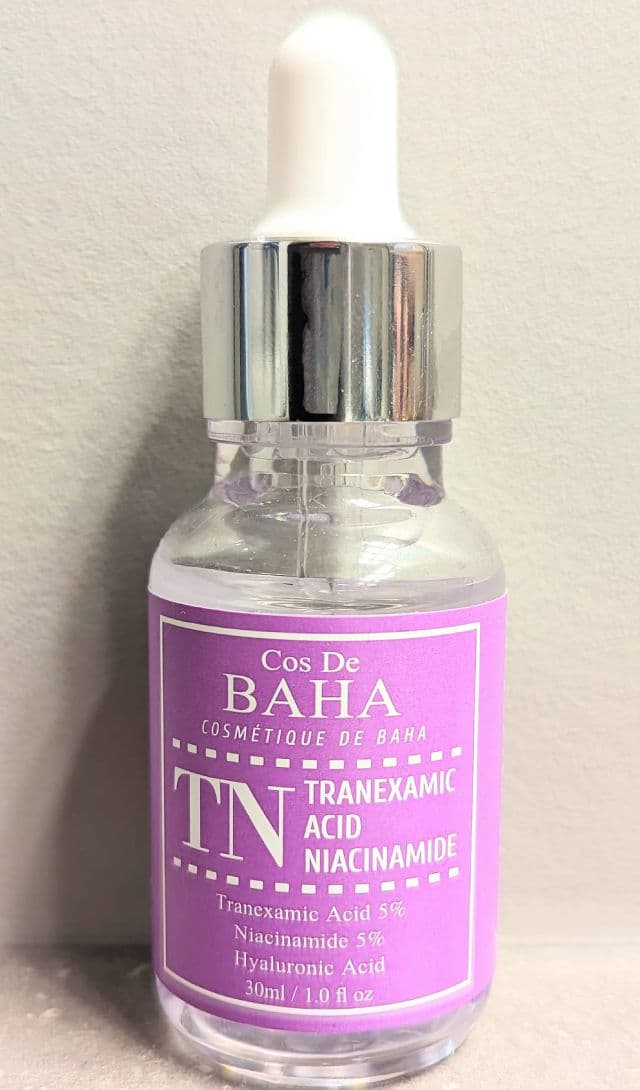 Cos De
BAHA
COSMÉTIQUE DE BAHA
TN
TRANEXAMIC
ACID
NIACINAMIDE
Tranexamic Acid 5%
Niacinamide 5%
Hyaluronic Acid
30ml / 1.0 fl oz